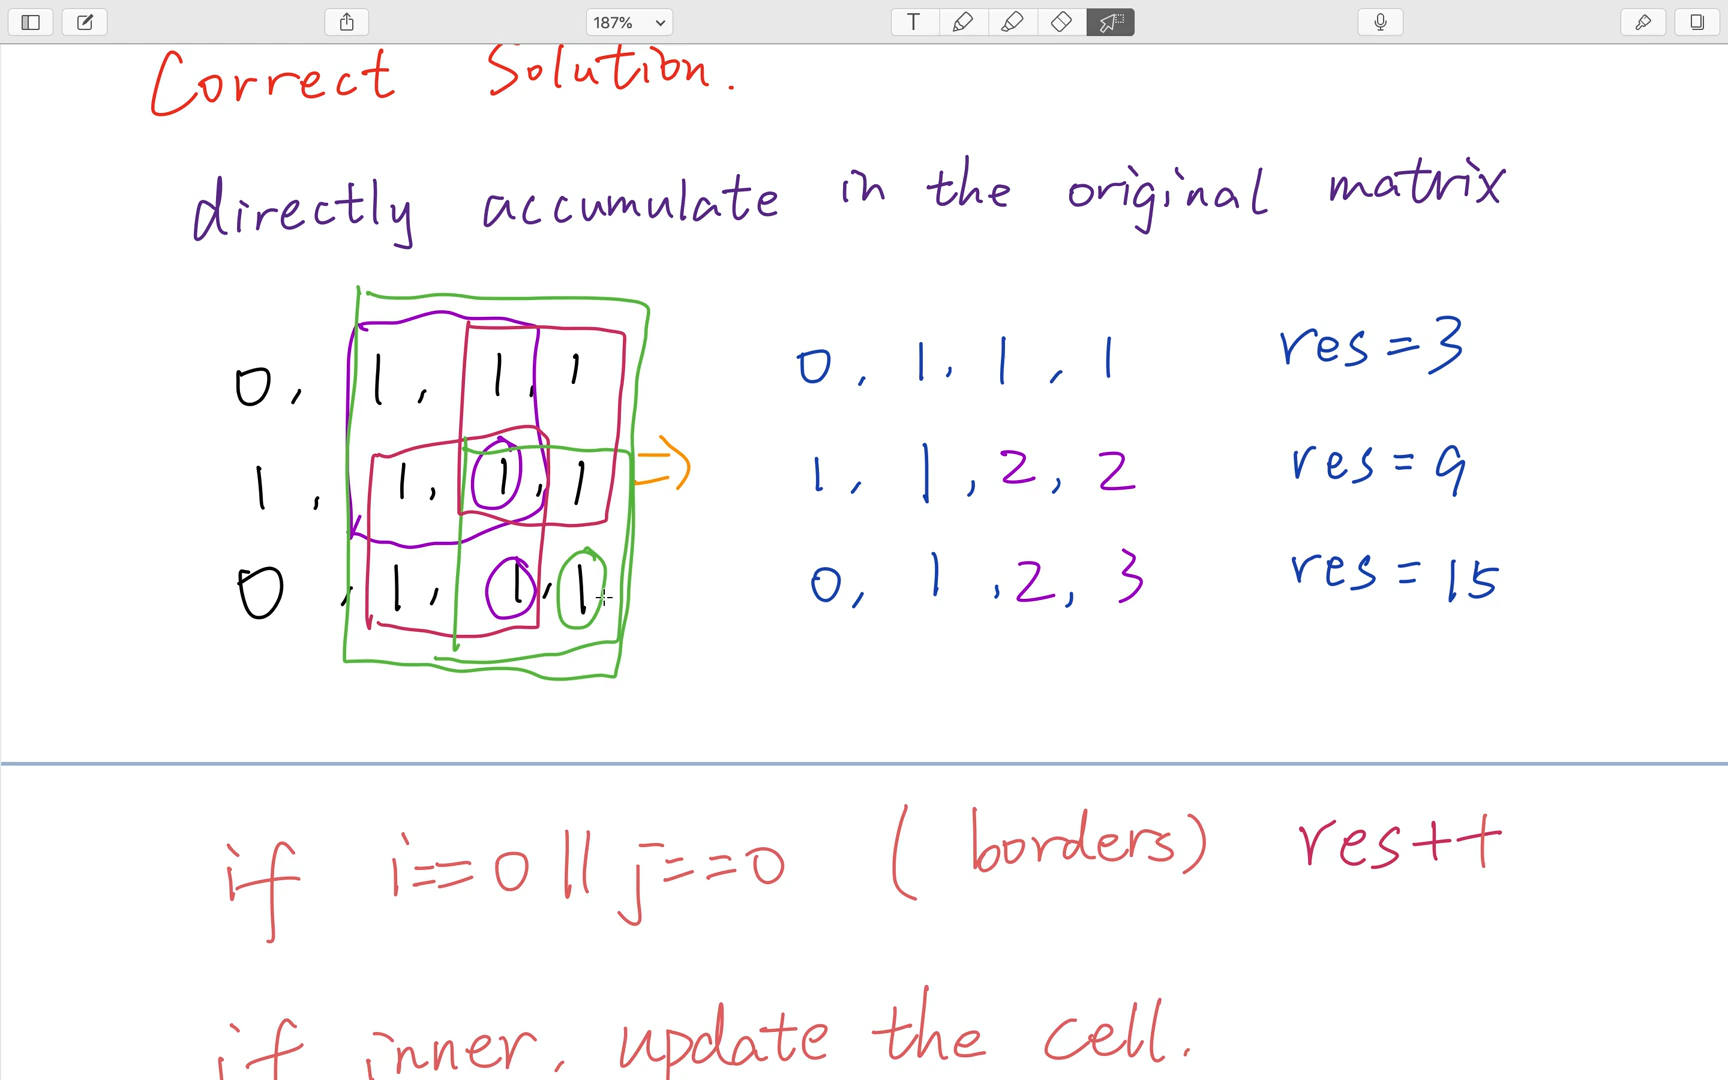 187%
T
Correct Solution.
directly accumulate in the original matrix
0, 1, 1, 1
0, 1, 1, 1
res=3
1, 1, 1, 1
1, 1, 2, 2
res=9
0, 1, 1, 1
0, 1, 2, 3
res=15
if i==0||j==0 (borders) res++
if inner, update the cell.